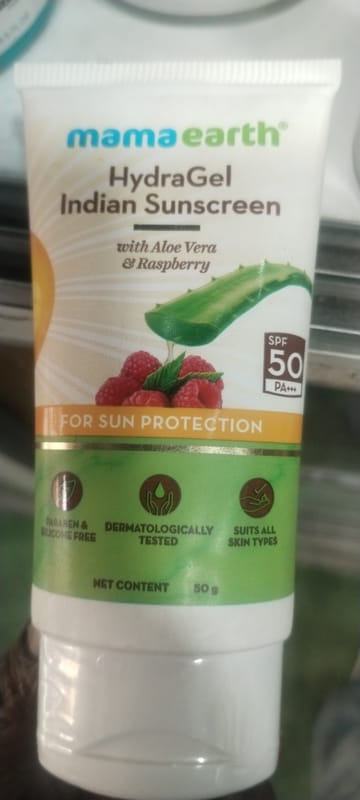 mamaearth®
HydraGel
Indian Sunscreen
with Aloe Vera
& Raspberry
SPF
50
PA+++
FOR SUN PROTECTION
PARABEN &
SILICONE FREE
DERMATOLOGICALLY
TESTED
SUITS ALL
SKIN TYPES
NET CONTENT 50 g